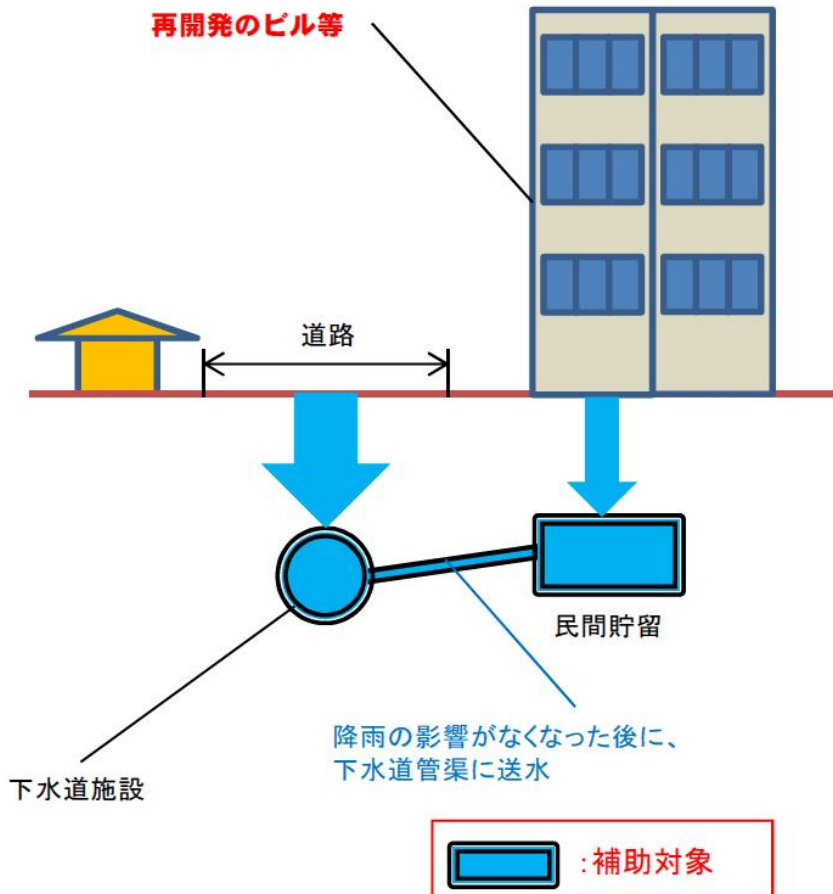 再開発のビル等
道路
民間貯留
降雨の影響がなくなった後に、
下水道管渠に送水
下水道施設
:補助対象